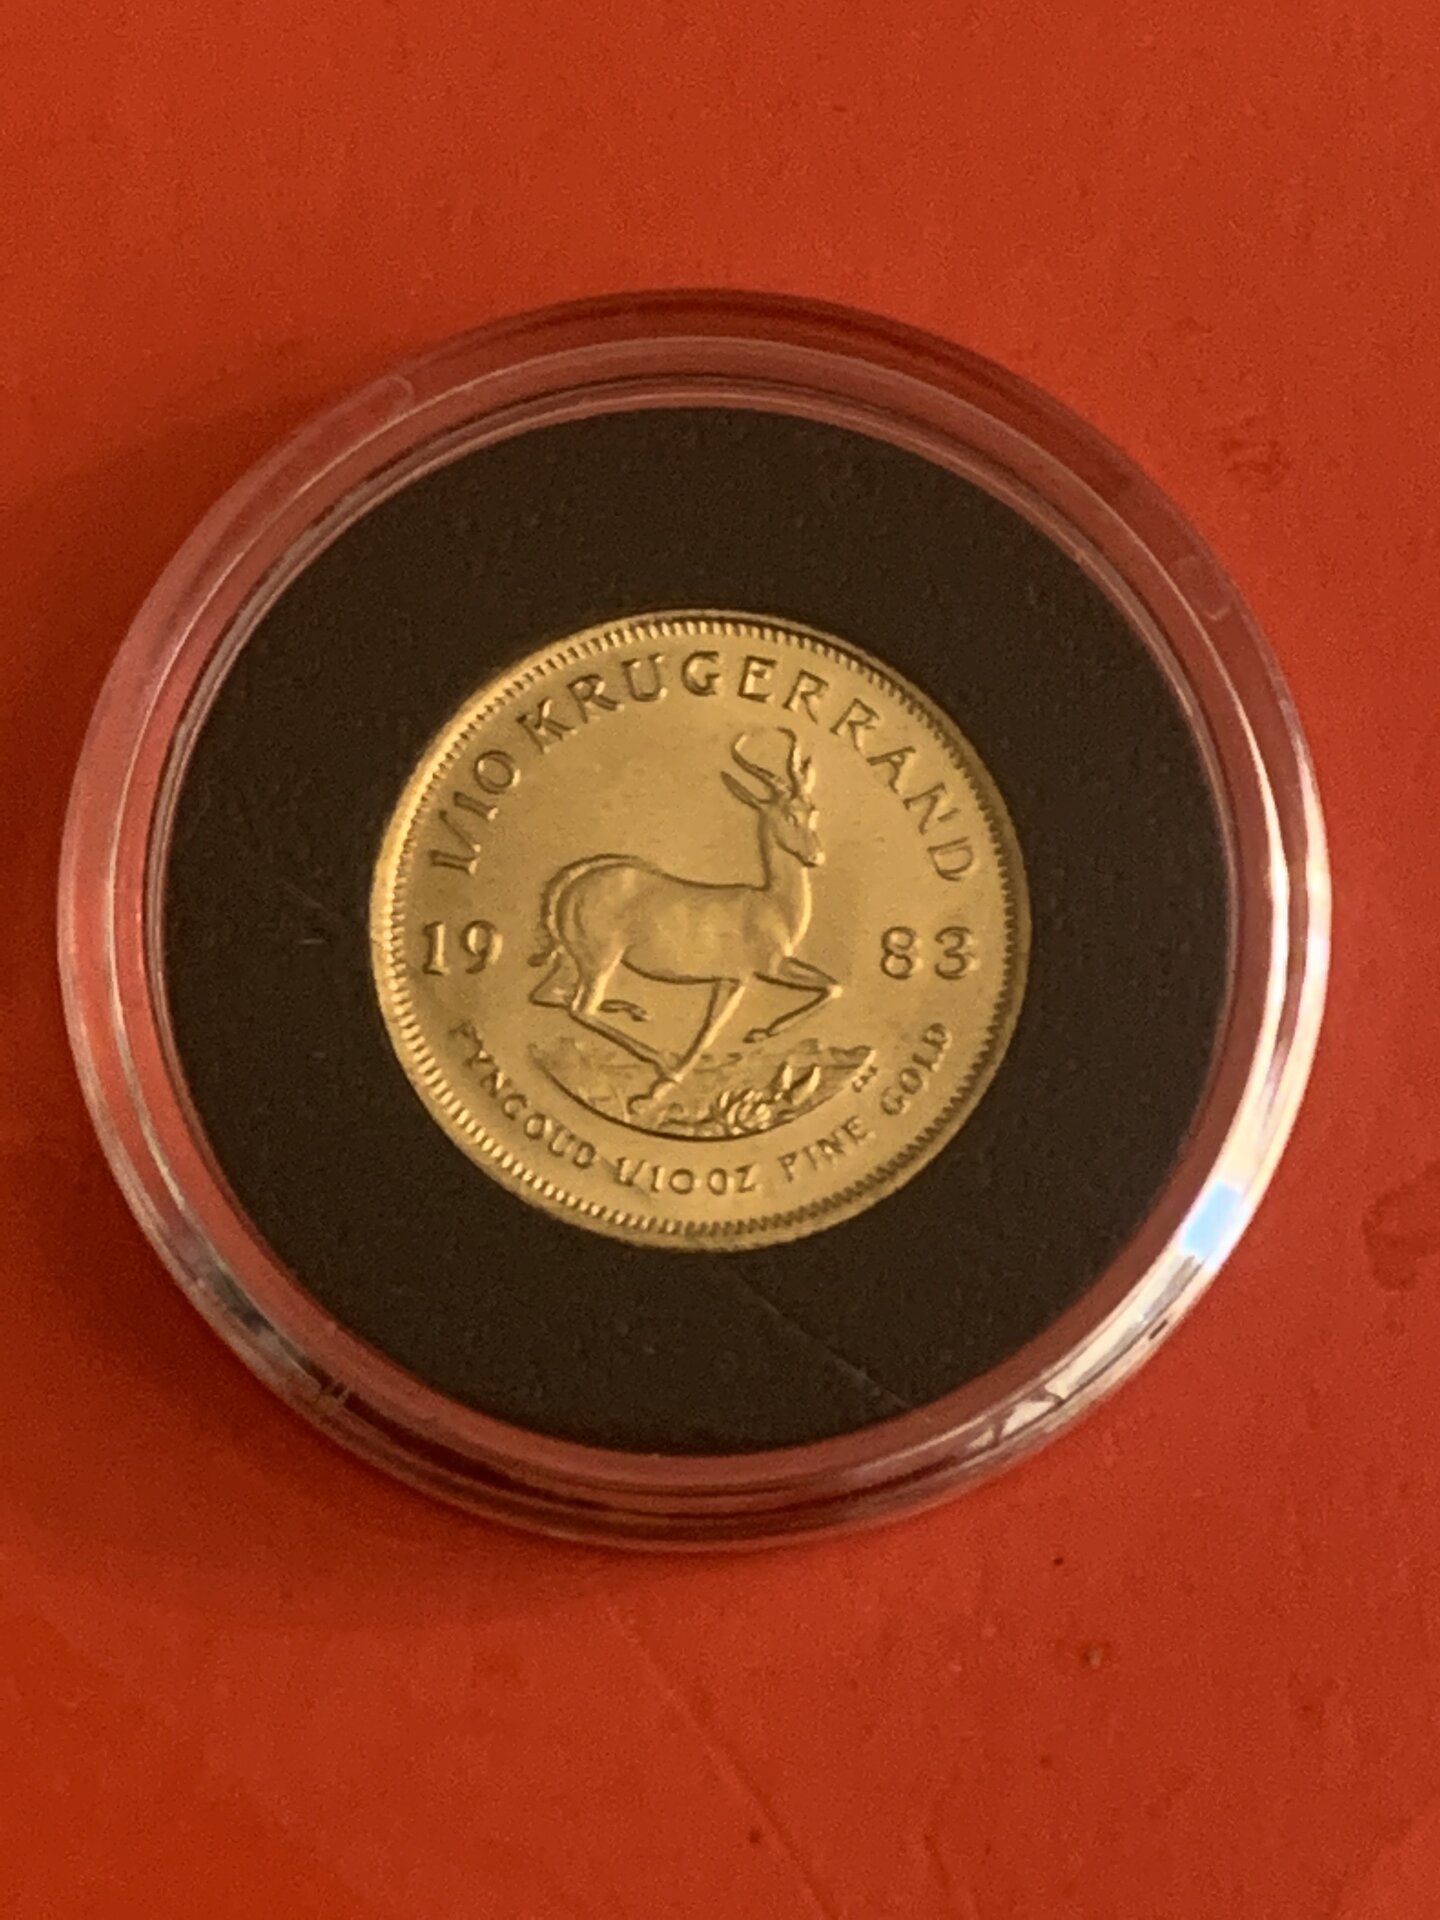 1/10 KRUGERRAND
19 83
FYNGOUD 1/10 OZ FINE GOLD